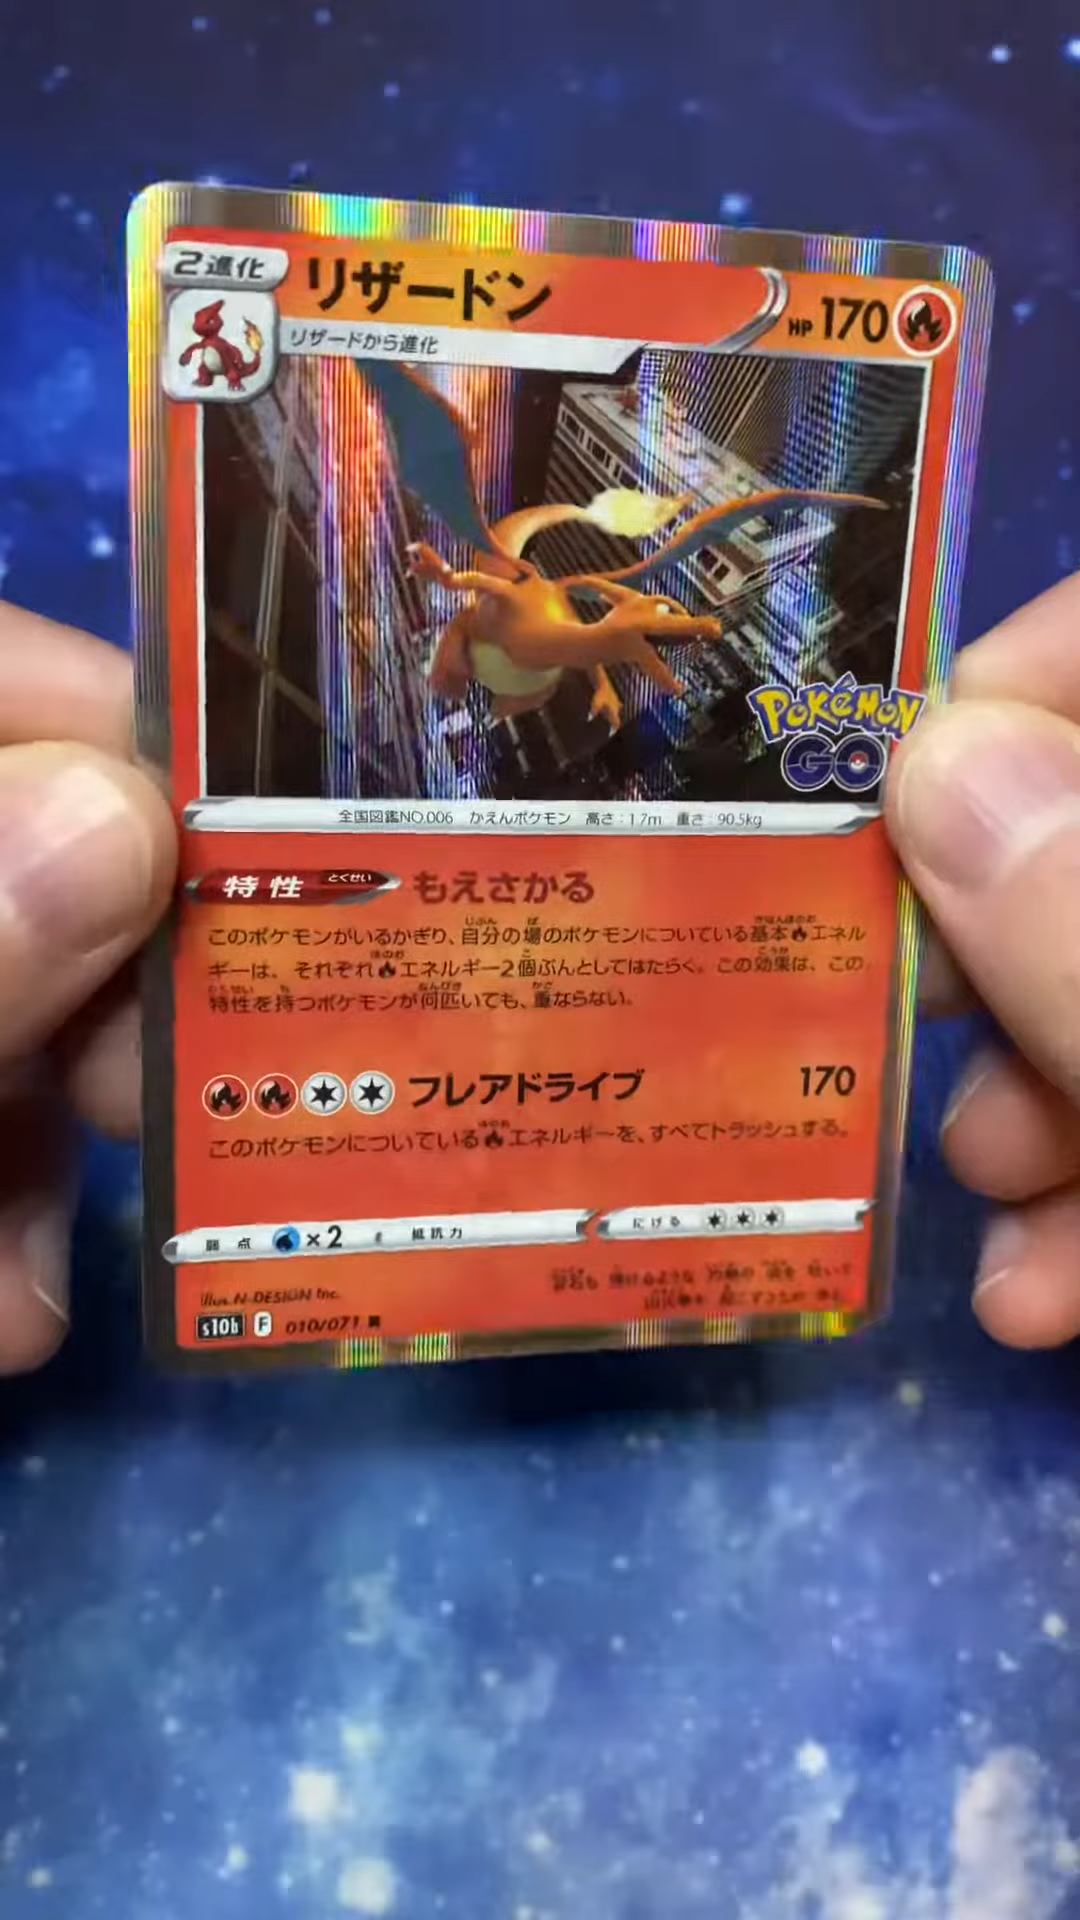 2進化
リザードン
HP 170
リザードから進化
Pokémon
GO
全国図鑑NO.006 かえんポケモン 高さ:1.7m 重さ:90.5kg
特性 とくせい もえさかる
このポケモンがいるかぎり、自分の場のポケモンについている基本エネル
ギーは、それぞれエネルギー2個ぶんとしてはたらく。この効果は、この
特性を持つポケモンが何匹いても、重ならない。
フレアドライブ 170
このポケモンについているエネルギーを、すべてトラッシュする。
弱点 ×2 抵抗力 にげる
illus. N-DESIGN Inc.
s10b F 010/071 R